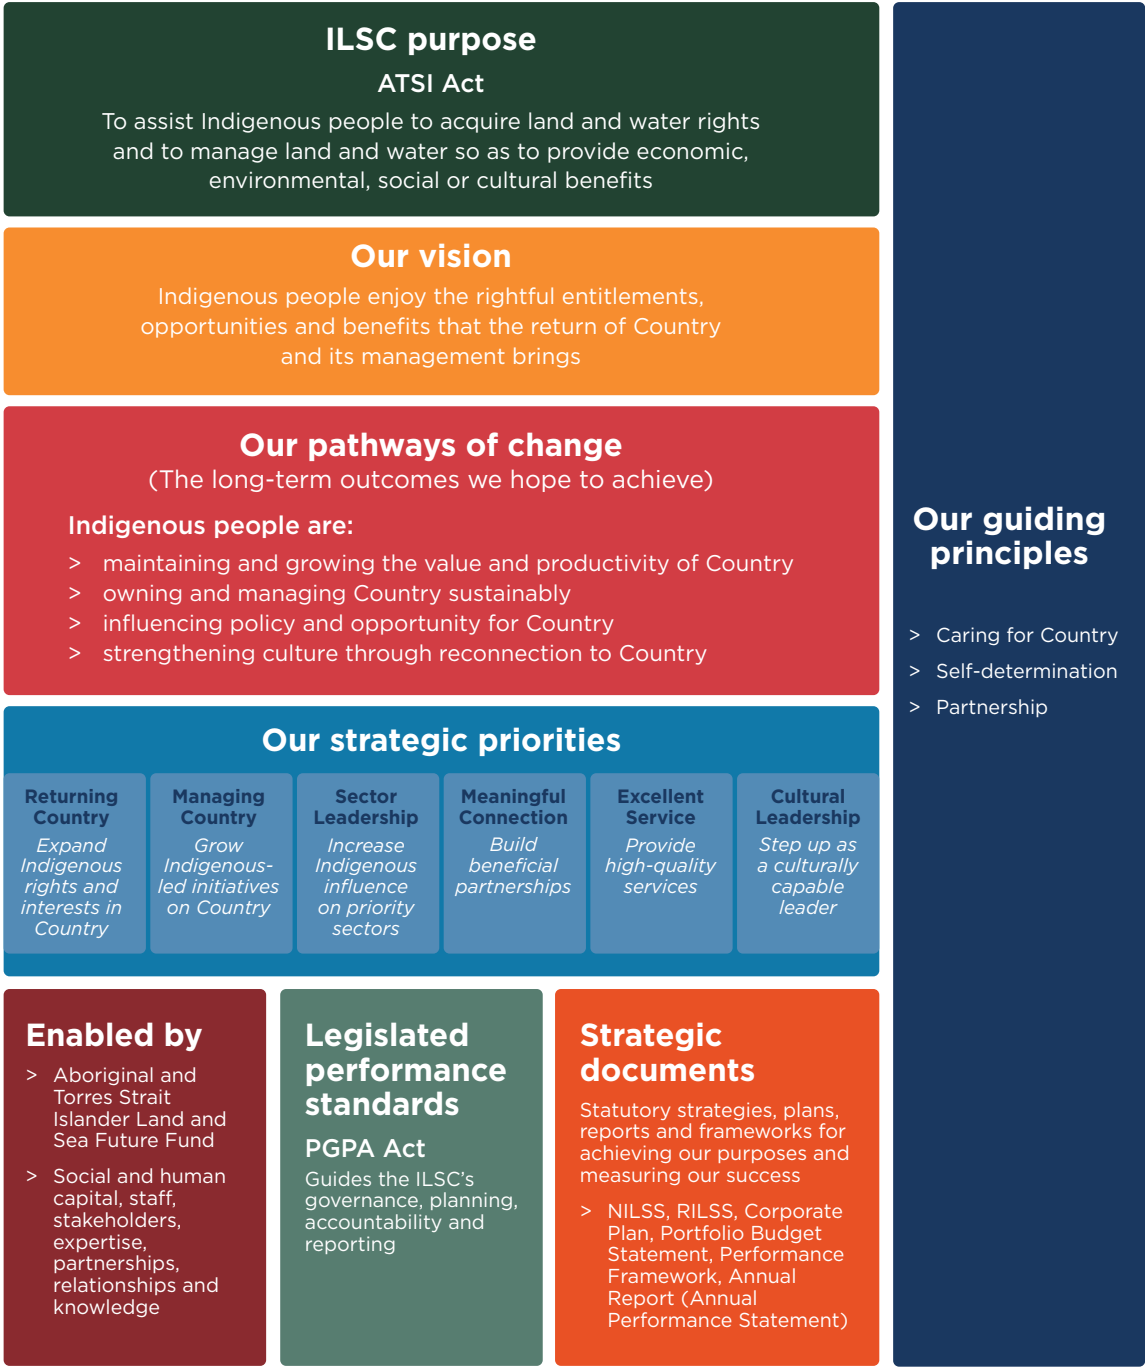 ILSC purpose
ATSI Act
To assist Indigenous people to acquire land and water rights
and to manage land and water so as to provide economic,
environmental, social or cultural benefits
Our vision
Indigenous people enjoy the rightful entitlements,
opportunities and benefits that the return of Country
and its management brings
Our pathways of change
(The long-term outcomes we hope to achieve)
Indigenous people are:
> maintaining and growing the value and productivity of Country
> owning and managing Country sustainably
> influencing policy and opportunity for Country
> strengthening culture through reconnection to Country
Our strategic priorities
Returning
Country
Expand
Indigenous
rights and
interests in
Country
Managing
Country
Grow
Indigenous-
led initiatives
on Country
Sector
Leadership
Increase
Indigenous
influence
on priority
sectors
Meaningful
Connection
Build
beneficial
partnerships
Excellent
Service
Provide
high-quality
services
Cultural
Leadership
Step up as
a culturally
capable
leader
Enabled by
> Aboriginal and
Torres Strait
Islander Land and
Sea Future Fund
> Social and human
capital, staff,
stakeholders,
expertise,
partnerships,
relationships and
knowledge
Legislated
performance
standards
PGPA Act
Guides the ILSC’s
governance, planning,
accountability and
reporting
Strategic
documents
Statutory strategies, plans,
reports and frameworks for
achieving our purposes and
measuring our success
> NILSS, RILSS, Corporate
Plan, Portfolio Budget
Statement, Performance
Framework, Annual
Report (Annual
Performance Statement)
Our guiding
principles
> Caring for Country
> Self-determination
> Partnership